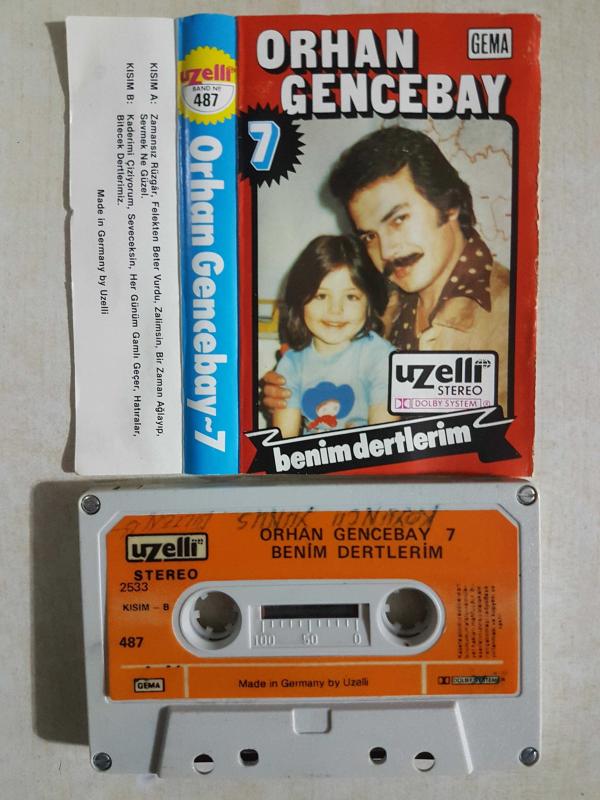 KISIM A: Zamansız Rüzgâr, Felekten Beter Vurdu, Zalimsin, Bir Zaman Ağlayıp,
Sevmek Ne Güzel.
KISIM B: Kaderimi Çiziyorum, Seveceksin, Her Günüm Gamlı Geçer, Hatıralar,
Bitecek Dertlerimiz.
Made in Germany by Uzelli
uzelli
BAND No
487
Orhan Gencebay~7
ORHAN
GENCEBAY
GEMA
7
uzelli
STEREO
DOLBY SYSTEM
benim dertlerim
KOYUNCU YUNUS
uzelli
STEREO
ORHAN GENCEBAY 7
BENİM DERTLERİM
2533
KISIM – B
487
100 50 0
GEMA
Made in Germany by Uzelli
DOLBY SYSTEM